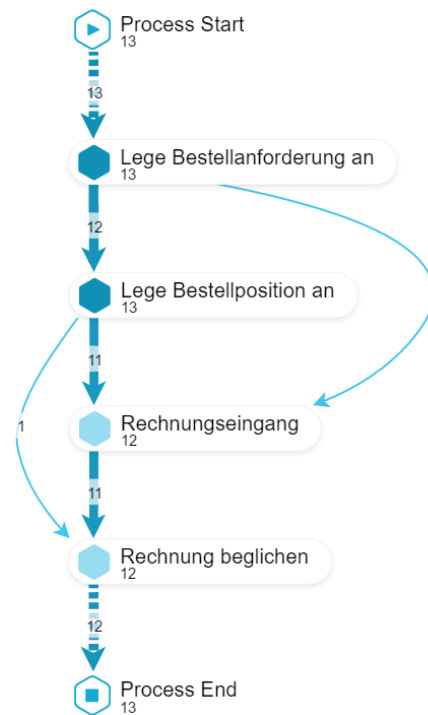 Process Start
13
13
Lege Bestellanforderung an
13
12
Lege Bestellposition an
13
11
Rechnungseingang
12
1
11
Rechnung beglichen
12
12
Process End
13